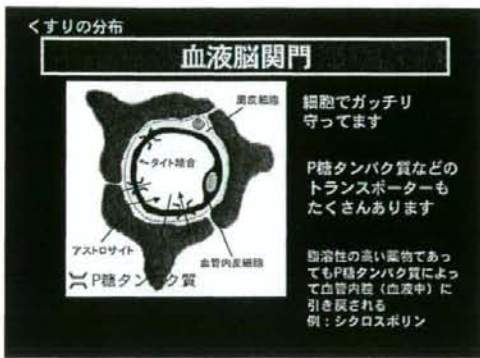 くすりの分布
血液脳関門
周皮細胞
タイト結合
アストロサイト
血管内皮細胞
P糖タンパク質
細胞でガッチリ
守ってます
P糖タンパク質などの
トランスポーターも
たくさんあります
脂溶性の高い薬物であっ
てもP糖タンパク質によっ
て血管内腔(血液中)に
引き戻される
例:シクロスポリン